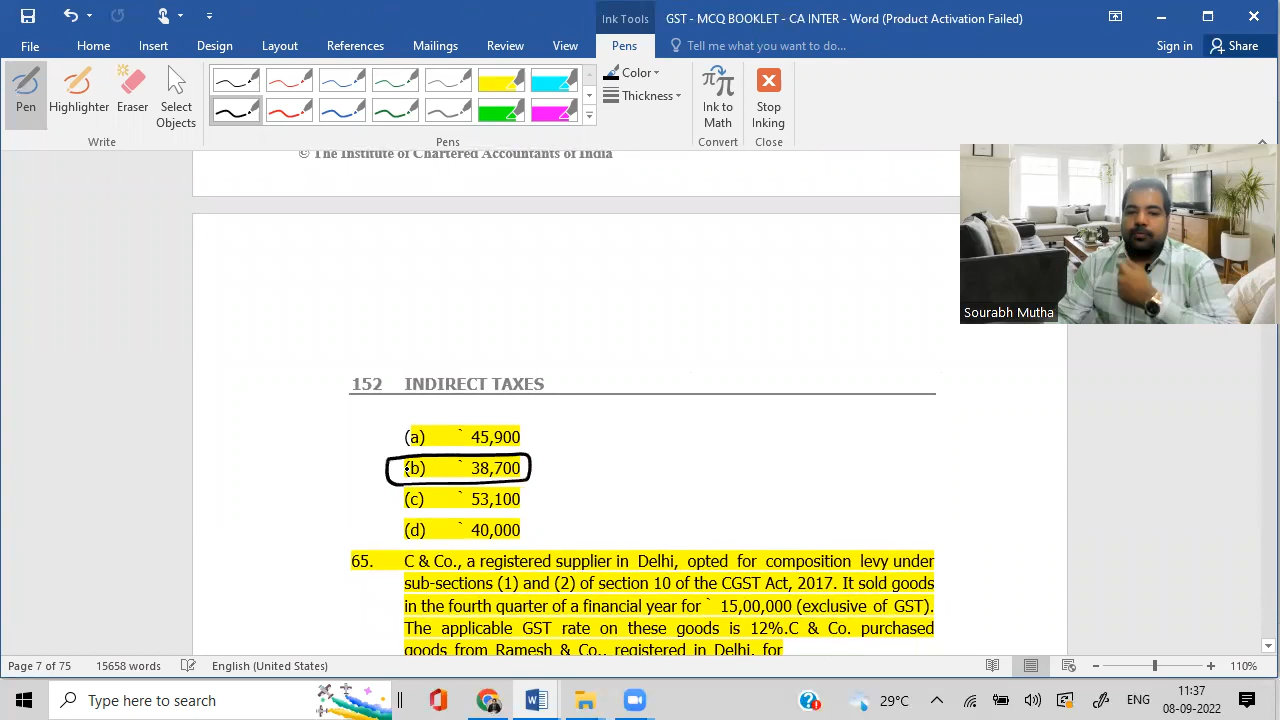 Ink Tools
GST - MCQ BOOKLET - CA INTER - Word (Product Activation Failed)
File Home Insert Design Layout References Mailings Review View Pens Tell me what you want to do... Sign in Share
Pen Highlighter Eraser Select Objects
Color
Thickness
Ink to Math
Stop Inking
Write Pens Convert Close
© The Institute of Chartered Accountants of India
Sourabh Mutha
152 INDIRECT TAXES
(a) ` 45,900
(b) ` 38,700
(c) ` 53,100
(d) ` 40,000
65. C & Co., a registered supplier in Delhi, opted for composition levy under
sub-sections (1) and (2) of section 10 of the CGST Act, 2017. It sold goods
in the fourth quarter of a financial year for ` 15,00,000 (exclusive of GST).
The applicable GST rate on these goods is 12%.C & Co. purchased
goods from Ramesh & Co., registered in Delhi, for
Page 7 of 75 15658 words English (United States) 110%
Type here to search 29°C ENG 11:37
08-09-2022